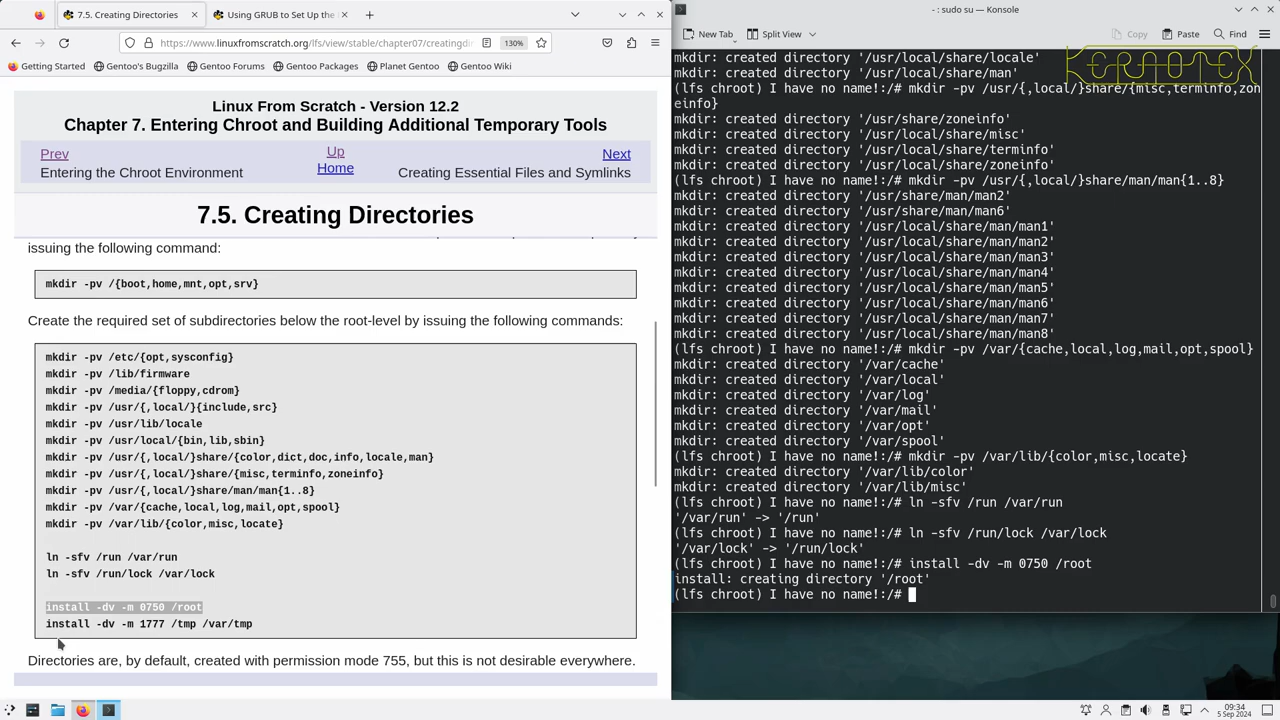 7.5. Creating Directories
Using GRUB to Set Up the
https://www.linuxfromscratch.org/lfs/view/stable/chapter07/creatingdir
130%
Getting Started
Gentoo's Bugzilla
Gentoo Forums
Gentoo Packages
Planet Gentoo
Gentoo Wiki
Linux From Scratch - Version 12.2
Chapter 7. Entering Chroot and Building Additional Temporary Tools
Prev
Entering the Chroot Environment
Up
Home
Next
Creating Essential Files and Symlinks
7.5. Creating Directories
issuing the following command:
mkdir -pv /{boot,home,mnt,opt,srv}
Create the required set of subdirectories below the root-level by issuing the following commands:
mkdir -pv /etc/{opt,sysconfig}
mkdir -pv /lib/firmware
mkdir -pv /media/{floppy,cdrom}
mkdir -pv /usr/{,local/}{include,src}
mkdir -pv /usr/lib/locale
mkdir -pv /usr/local/{bin,lib,sbin}
mkdir -pv /usr/{,local/}share/{color,dict,doc,info,locale,man}
mkdir -pv /usr/{,local/}share/{misc,terminfo,zoneinfo}
mkdir -pv /usr/{,local/}share/man/man{1..8}
mkdir -pv /var/{cache,local,log,mail,opt,spool}
mkdir -pv /var/lib/{color,misc,locate}
ln -sfv /run /var/run
ln -sfv /run/lock /var/lock
install -dv -m 0750 /root
install -dv -m 1777 /tmp /var/tmp
Directories are, by default, created with permission mode 755, but this is not desirable everywhere.
- : sudo su — Konsole
New Tab
Split View
Copy
Paste
Find
KERAOTEX
mkdir: created directory '/usr/local/share/locale'
mkdir: created directory '/usr/local/share/man'
(lfs chroot) I have no name!:/# mkdir -pv /usr/{,local/}share/{misc,terminfo,zon
einfo}
mkdir: created directory '/usr/share/zoneinfo'
mkdir: created directory '/usr/local/share/misc'
mkdir: created directory '/usr/local/share/terminfo'
mkdir: created directory '/usr/local/share/zoneinfo'
(lfs chroot) I have no name!:/# mkdir -pv /usr/{,local/}share/man/man{1..8}
mkdir: created directory '/usr/share/man/man2'
mkdir: created directory '/usr/share/man/man6'
mkdir: created directory '/usr/local/share/man/man1'
mkdir: created directory '/usr/local/share/man/man2'
mkdir: created directory '/usr/local/share/man/man3'
mkdir: created directory '/usr/local/share/man/man4'
mkdir: created directory '/usr/local/share/man/man5'
mkdir: created directory '/usr/local/share/man/man6'
mkdir: created directory '/usr/local/share/man/man7'
mkdir: created directory '/usr/local/share/man/man8'
(lfs chroot) I have no name!:/# mkdir -pv /var/{cache,local,log,mail,opt,spool}
mkdir: created directory '/var/cache'
mkdir: created directory '/var/local'
mkdir: created directory '/var/log'
mkdir: created directory '/var/mail'
mkdir: created directory '/var/opt'
mkdir: created directory '/var/spool'
(lfs chroot) I have no name!:/# mkdir -pv /var/lib/{color,misc,locate}
mkdir: created directory '/var/lib/color'
mkdir: created directory '/var/lib/misc'
(lfs chroot) I have no name!:/# ln -sfv /run /var/run
'/var/run' -> '/run'
(lfs chroot) I have no name!:/# ln -sfv /run/lock /var/lock
'/var/lock' -> '/run/lock'
(lfs chroot) I have no name!:/# install -dv -m 0750 /root
install: creating directory '/root'
(lfs chroot) I have no name!:/#
09:34
5 Sep 2024